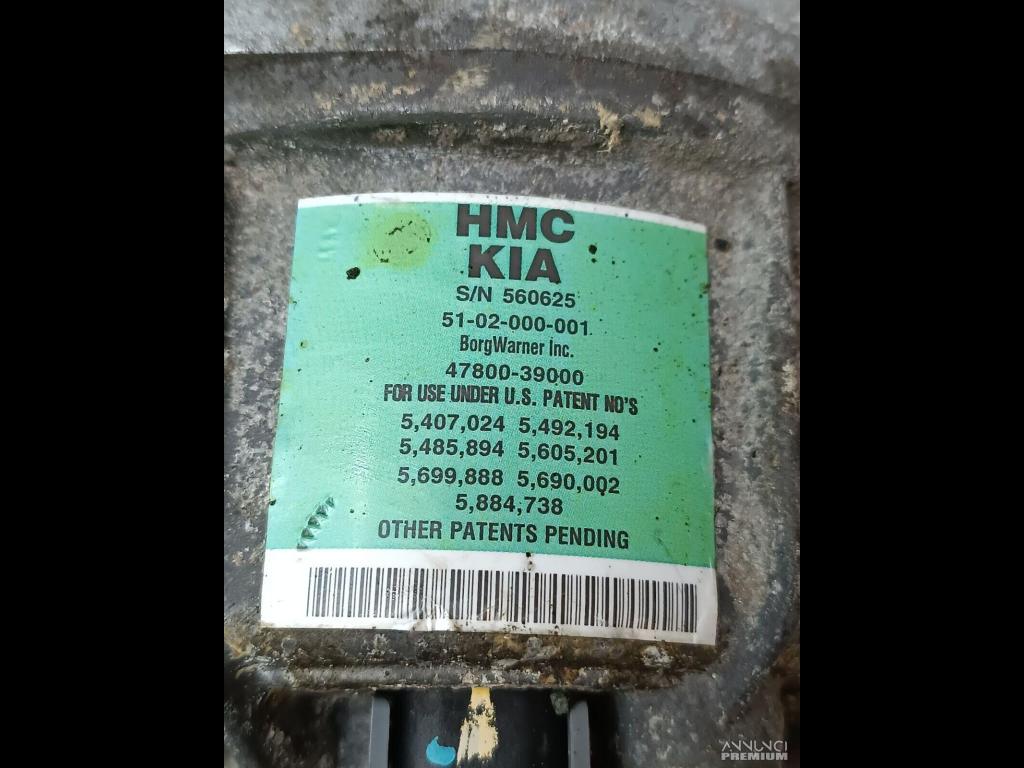 HMC
KIA
S/N 560625
51-02-000-001
BorgWarner Inc.
47800-39000
FOR USE UNDER U.S. PATENT NO'S
5,407,024 5,492,194
5,485,894 5,605,201
5,699,888 5,690,002
5,884,738
OTHER PATENTS PENDING
ANNUNCI
PREMIUM